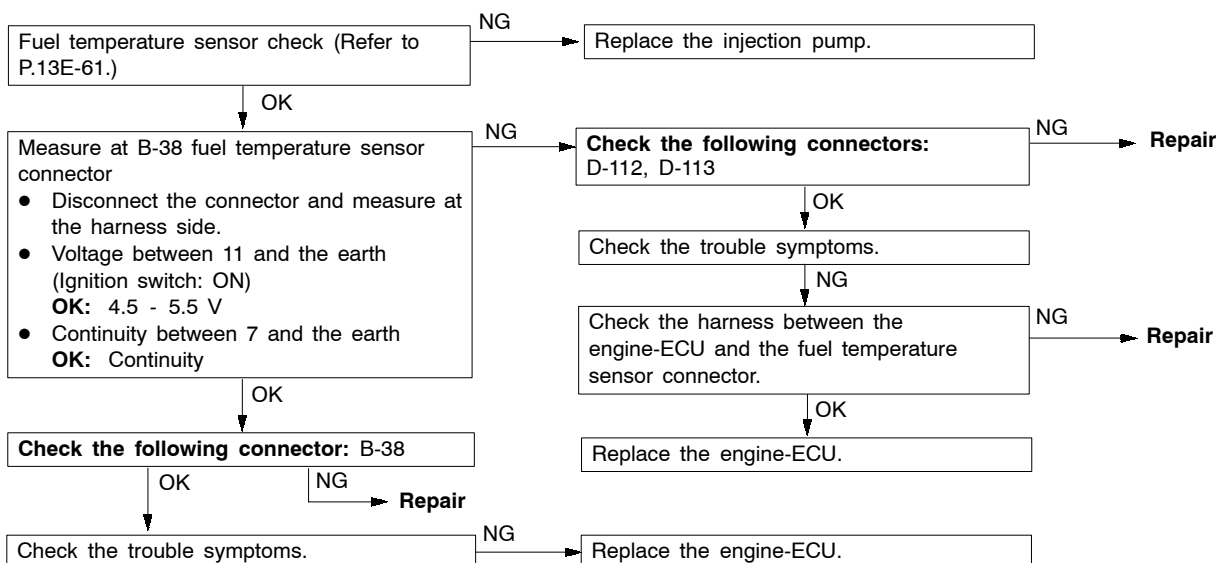 Fuel temperature sensor check (Refer to
P.13E-61.)
NG
Replace the injection pump.
OK
Measure at B-38 fuel temperature sensor
connector
● Disconnect the connector and measure at
the harness side.
● Voltage between 11 and the earth
(Ignition switch: ON)
OK: 4.5 - 5.5 V
● Continuity between 7 and the earth
OK: Continuity
NG
Check the following connectors:
D-112, D-113
NG
Repair
OK
Check the trouble symptoms.
NG
Check the harness between the
engine-ECU and the fuel temperature
sensor connector.
NG
Repair
OK
Replace the engine-ECU.
OK
Check the following connector: B-38
OK
NG
Repair
Check the trouble symptoms.
NG
Replace the engine-ECU.